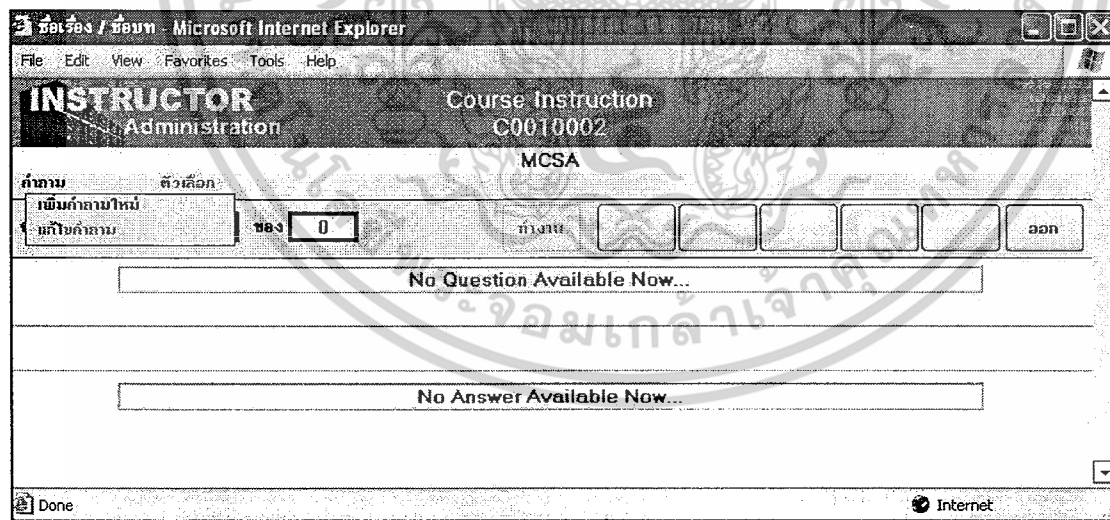 ชื่อเรื่อง / ชื่อบท - Microsoft Internet Explorer
File Edit View Favorites Tools Help
INSTRUCTOR
Administration
Course Instruction
C0010002
MCSA
คำถาม ตัวเลือก
เพิ่มคำถามใหม่
แก้ไขคำถาม
ของ 0 ทำงาน ออก
No Question Available Now...
No Answer Available Now...
Done Internet